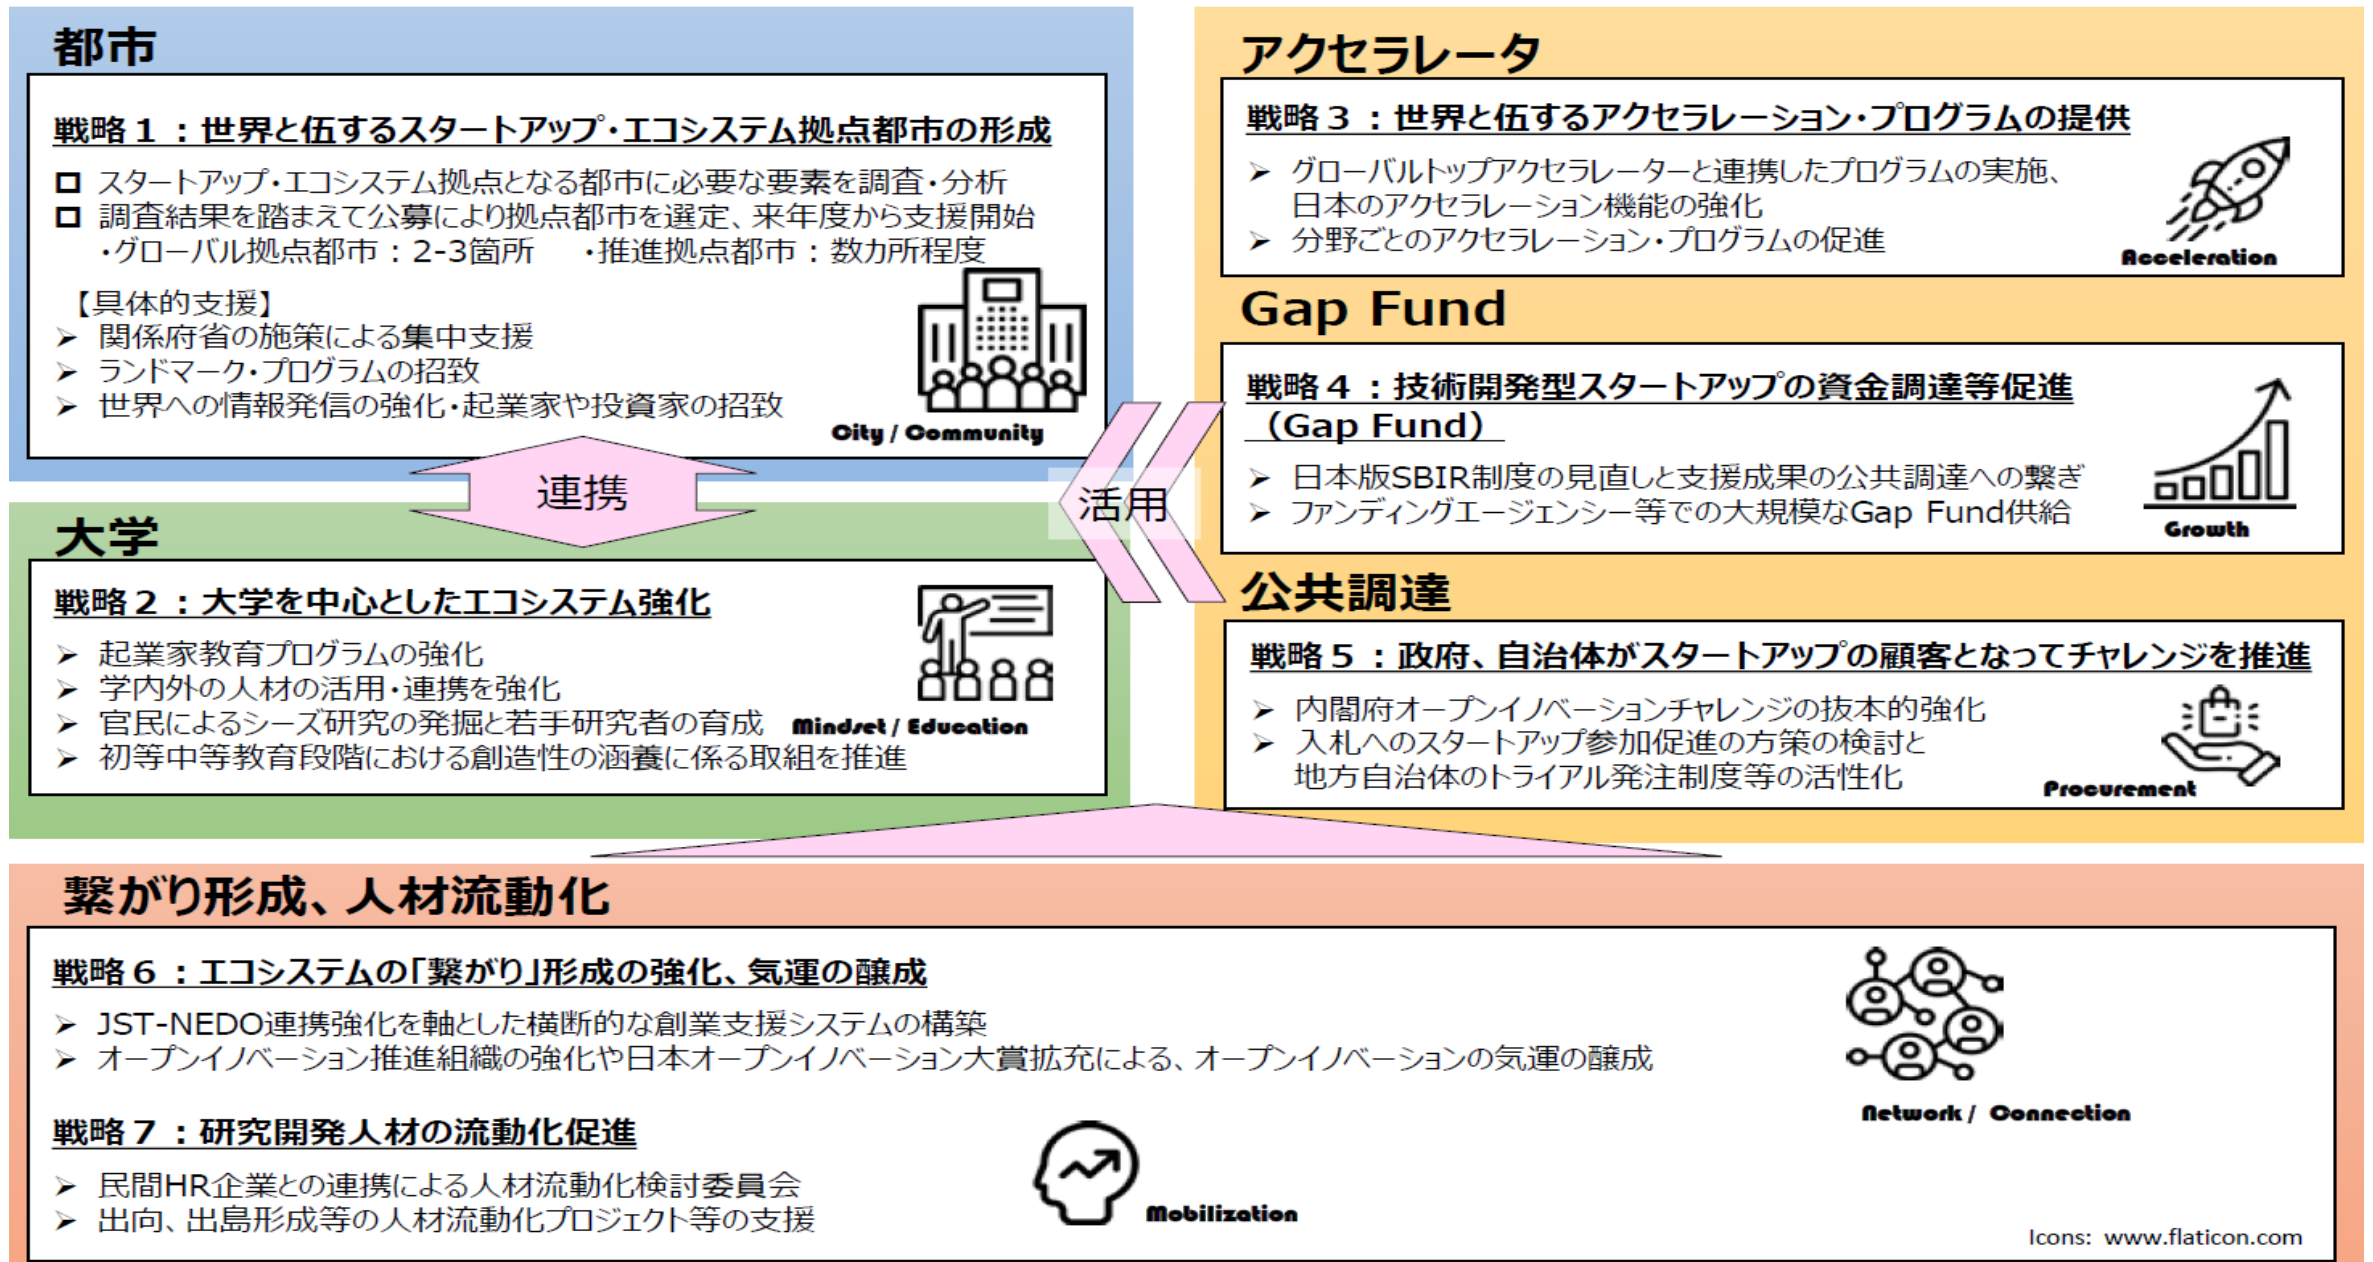 都市
戦略１：世界と伍するスタートアップ・エコシステム拠点都市の形成
スタートアップ・エコシステム拠点となる都市に必要な要素を調査・分析
調査結果を踏まえて公募により拠点都市を選定、来年度から支援開始
・グローバル拠点都市：2-3箇所　・推進拠点都市：数カ所程度
【具体的支援】
➢ 関係府省の施策による集中支援
➢ ランドマーク・プログラムの招致
➢ 世界への情報発信の強化・起業家や投資家の招致
City / Community
連携
大学
戦略２：大学を中心としたエコシステム強化
➢ 起業家教育プログラムの強化
➢ 学内外の人材の活用・連携を強化
➢ 官民によるシーズ研究の発掘と若手研究者の育成
Mindset / Education
➢ 初等中等教育段階における創造性の涵養に係る取組を推進
活用
アクセラレータ
戦略３：世界と伍するアクセラレーション・プログラムの提供
➢ グローバルトップアクセラレーターと連携したプログラムの実施、
日本のアクセラレーション機能の強化
➢ 分野ごとのアクセラレーション・プログラムの促進
Acceleration
Gap Fund
戦略４：技術開発型スタートアップの資金調達等促進
（Gap Fund）
➢ 日本版SBIR制度の見直しと支援成果の公共調達への繋ぎ
➢ ファンディングエージェンシー等での大規模なGap Fund供給
Growth
公共調達
戦略５：政府、自治体がスタートアップの顧客となってチャレンジを推進
➢ 内閣府オープンイノベーションチャレンジの抜本的強化
➢ 入札へのスタートアップ参加促進の方策の検討と
地方自治体のトライアル発注制度等の活性化
Procurement
繋がり形成、人材流動化
戦略６：エコシステムの「繋がり」形成の強化、気運の醸成
➢ JST-NEDO連携強化を軸とした横断的な創業支援システムの構築
➢ オープンイノベーション推進組織の強化や日本オープンイノベーション大賞拡充による、オープンイノベーションの気運の醸成
Network / Connection
戦略７：研究開発人材の流動化促進
➢ 民間HR企業との連携による人材流動化検討委員会
➢ 出向、出島形成等の人材流動化プロジェクト等の支援
Mobilization
Icons: www.flaticon.com